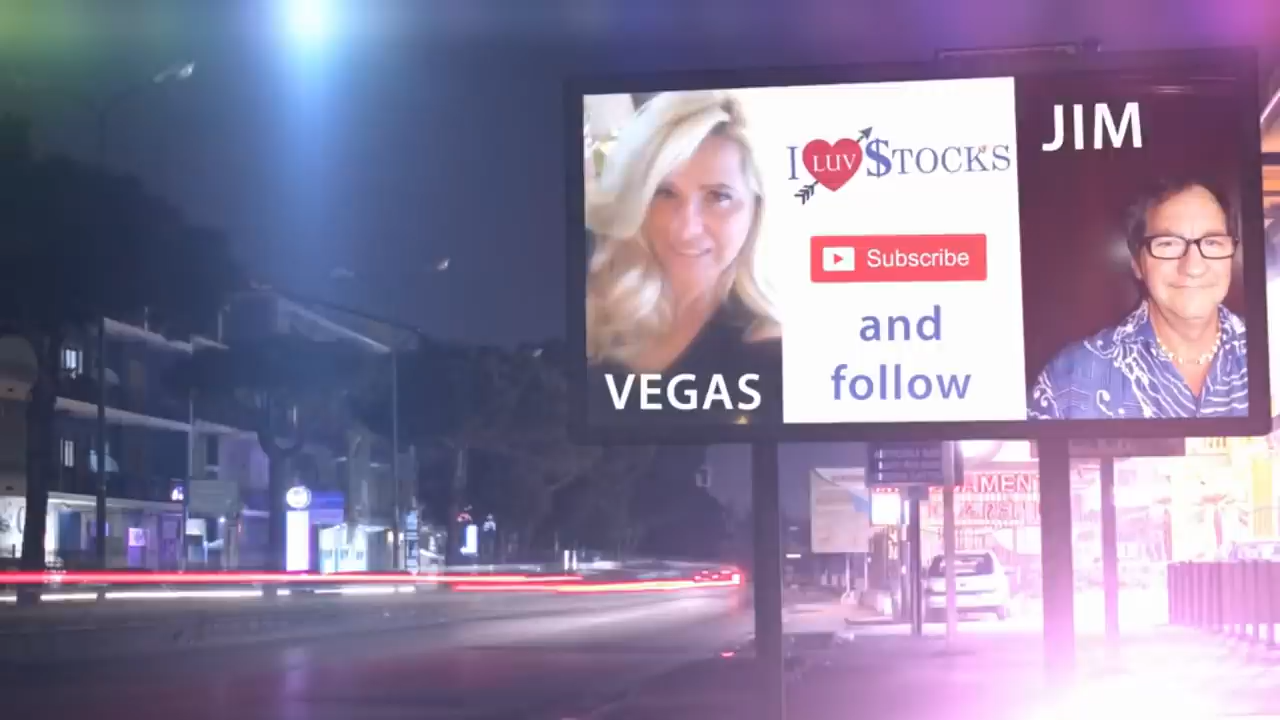 I LUV $TOCKS
JIM
Subscribe
and
follow
VEGAS